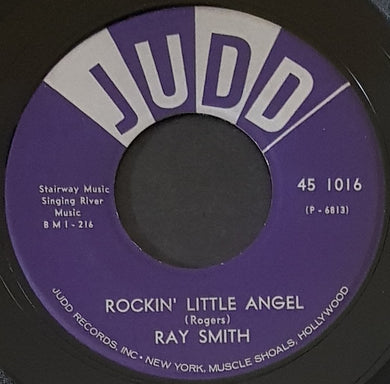 JUDD
Stairway Music
Singing River
Music
BMI - 216
45 1016
(P - 6813)
ROCKIN' LITTLE ANGEL
(Rogers)
RAY SMITH
JUDD RECORDS, INC • NEW YORK, MUSCLE SHOALS, HOLLYWOOD